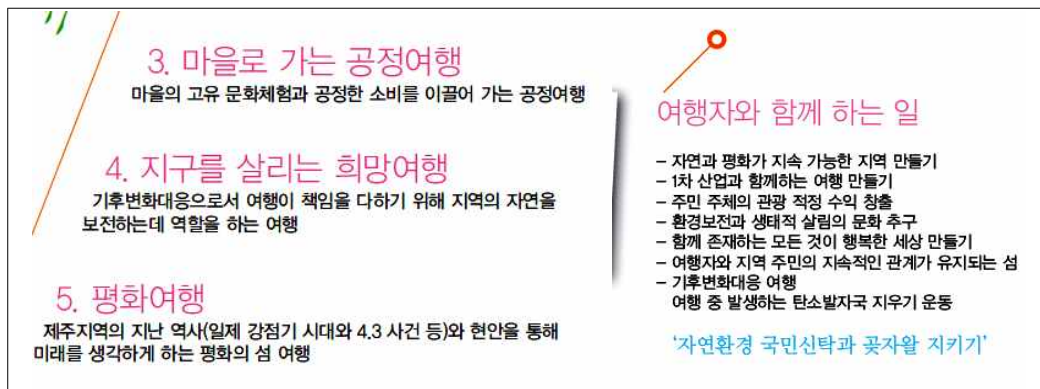 3. 마을로 가는 공정여행
마을의 고유 문화체험과 공정한 소비를 이끌어 가는 공정여행
4. 지구를 살리는 희망여행
기후변화대응으로서 여행이 책임을 다하기 위해 지역의 자연을
보전하는데 역할을 하는 여행
5. 평화여행
제주지역의 지난 역사(일제 강점기 시대와 4.3 사건 등)와 현안을 통해
미래를 생각하게 하는 평화의 섬 여행
여행자와 함께 하는 일
– 자연과 평화가 지속 가능한 지역 만들기
– 1차 산업과 함께하는 여행 만들기
– 주민 주체의 관광 적정 수익 창출
– 환경보전과 생태적 살림의 문화 추구
– 함께 존재하는 모든 것이 행복한 세상 만들기
– 여행자와 지역 주민의 지속적인 관계가 유지되는 섬
– 기후변화대응 여행
여행 중 발생하는 탄소발자국 지우기 운동
‘자연환경 국민신탁과 곶자왈 지키기’